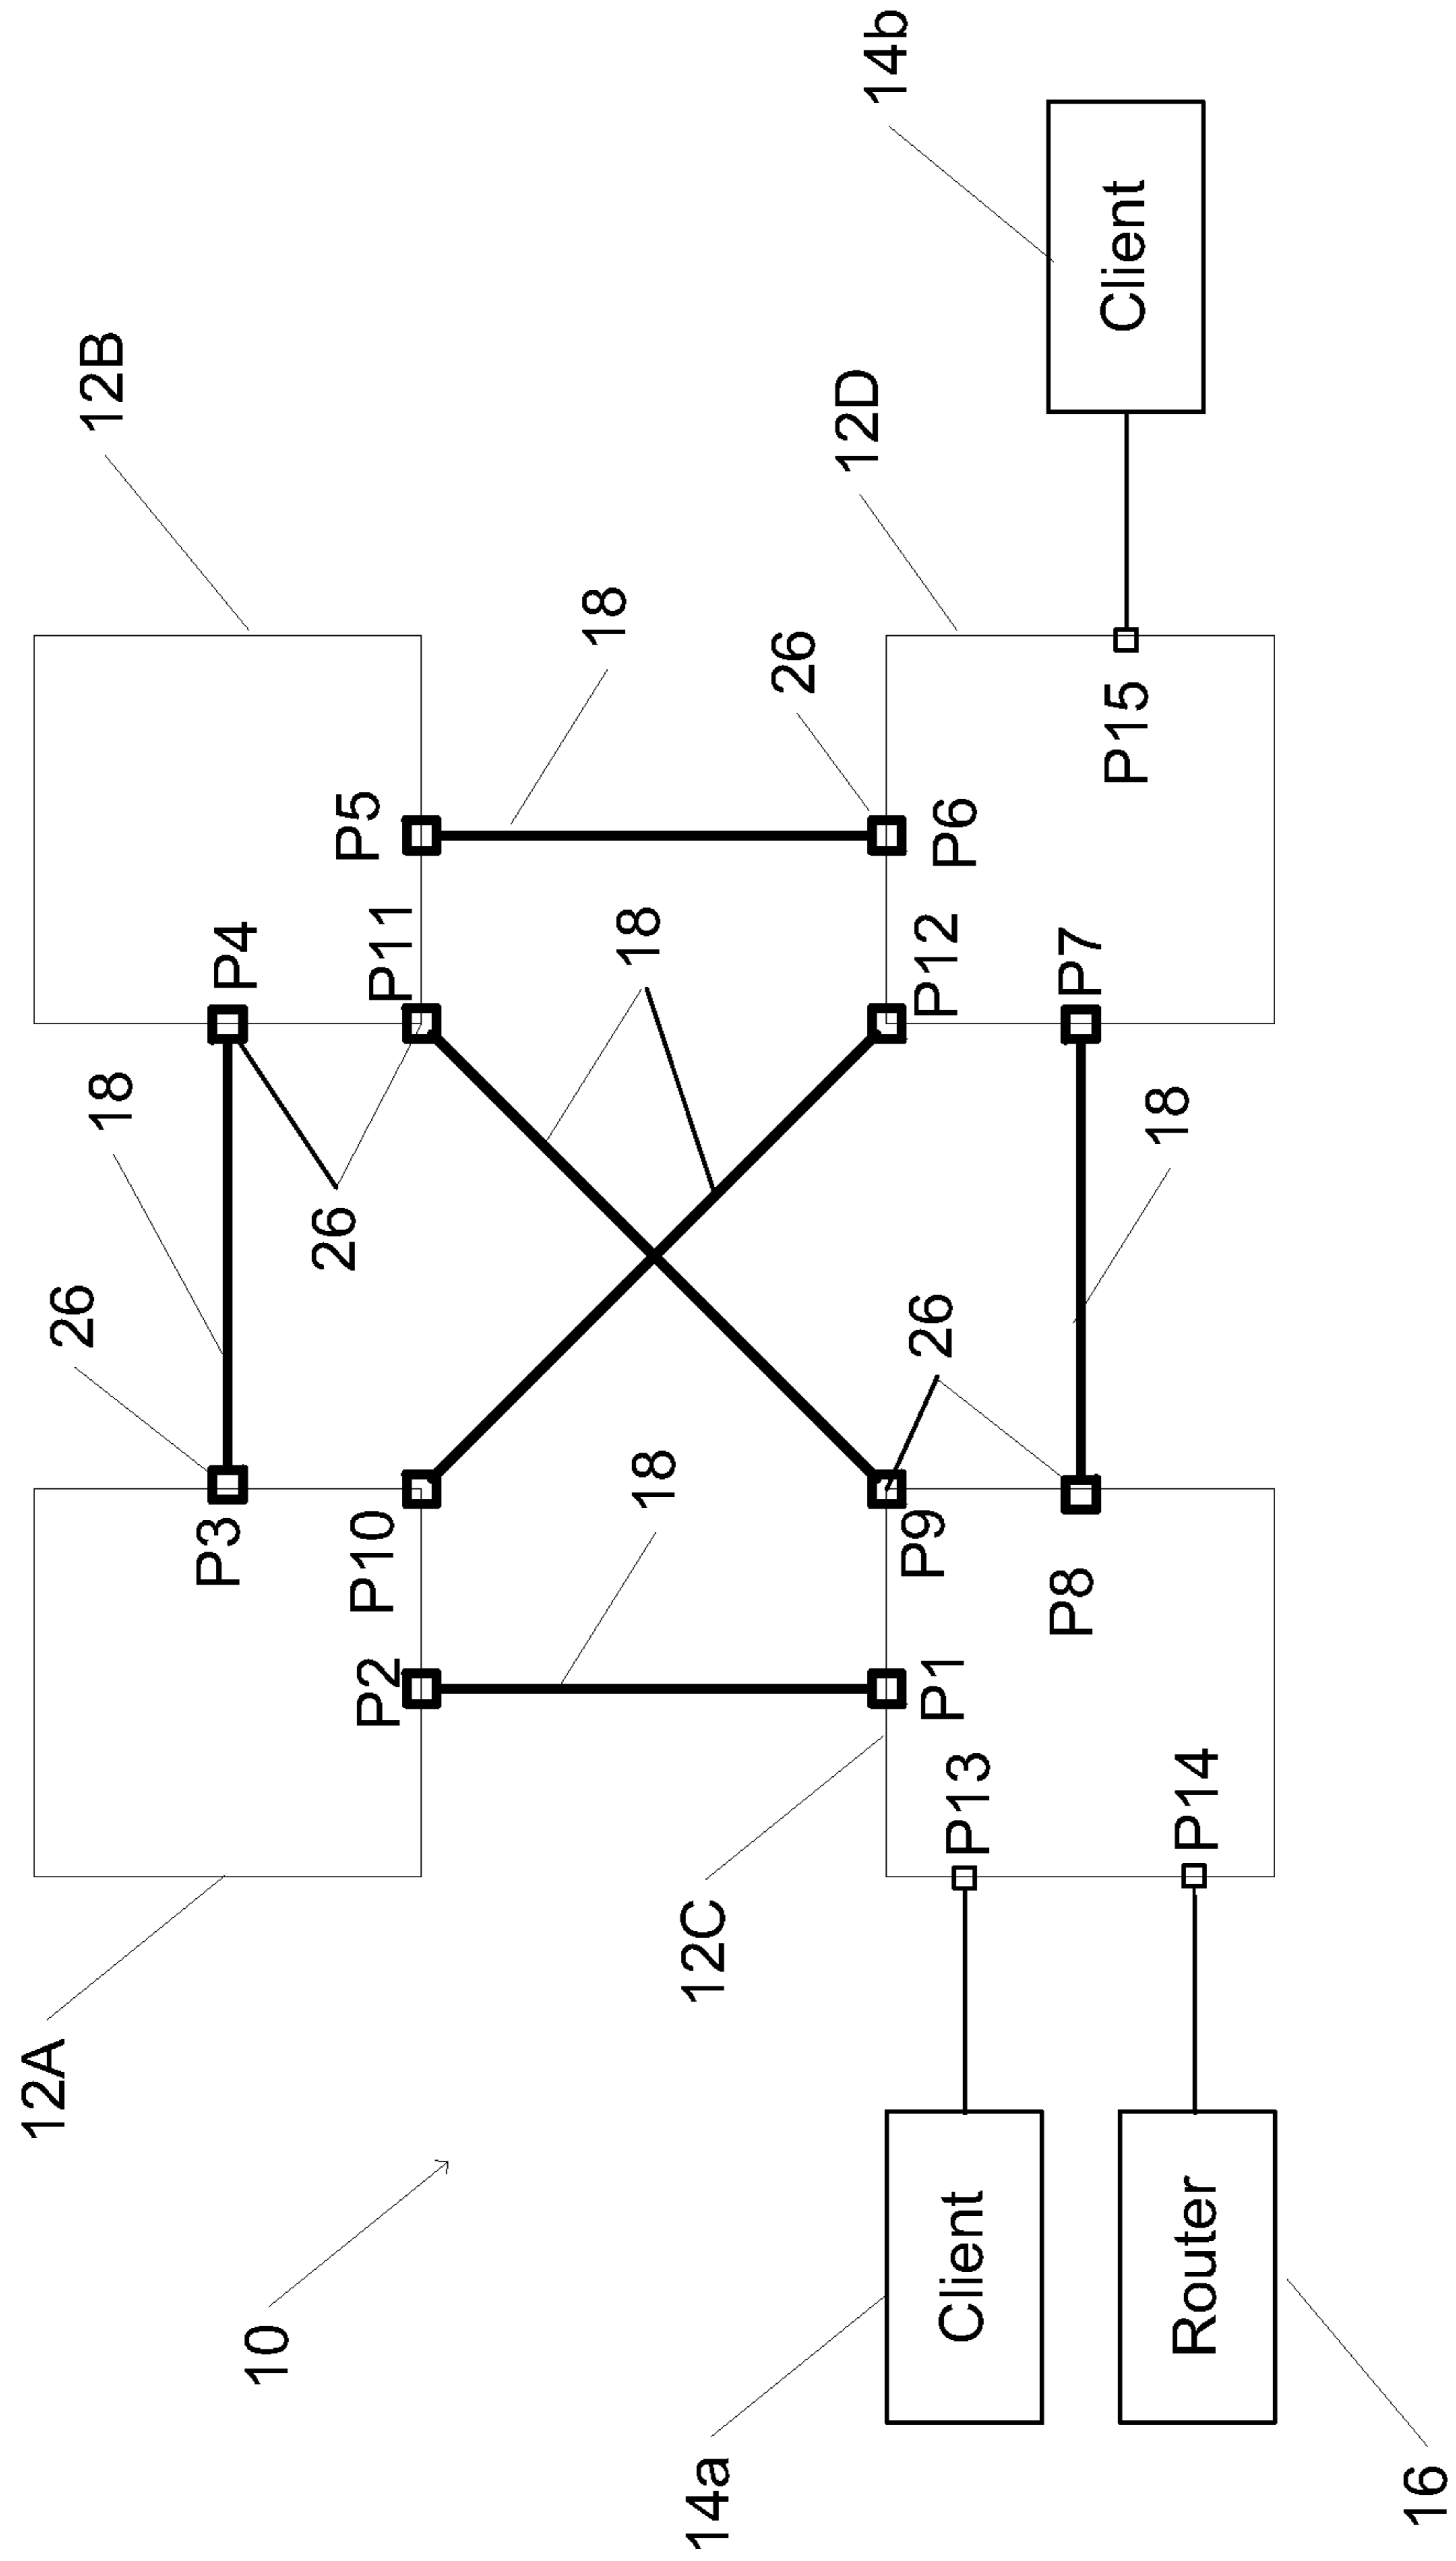 12A
26
18
12B
P3
P4
10
26
P2
P10
P11
P5
18
18
18
14a
12C
26
12D
14b
Client
P13
P1
P9
26
P12
P6
P8
P7
P15
Client
Router
P14
18
16